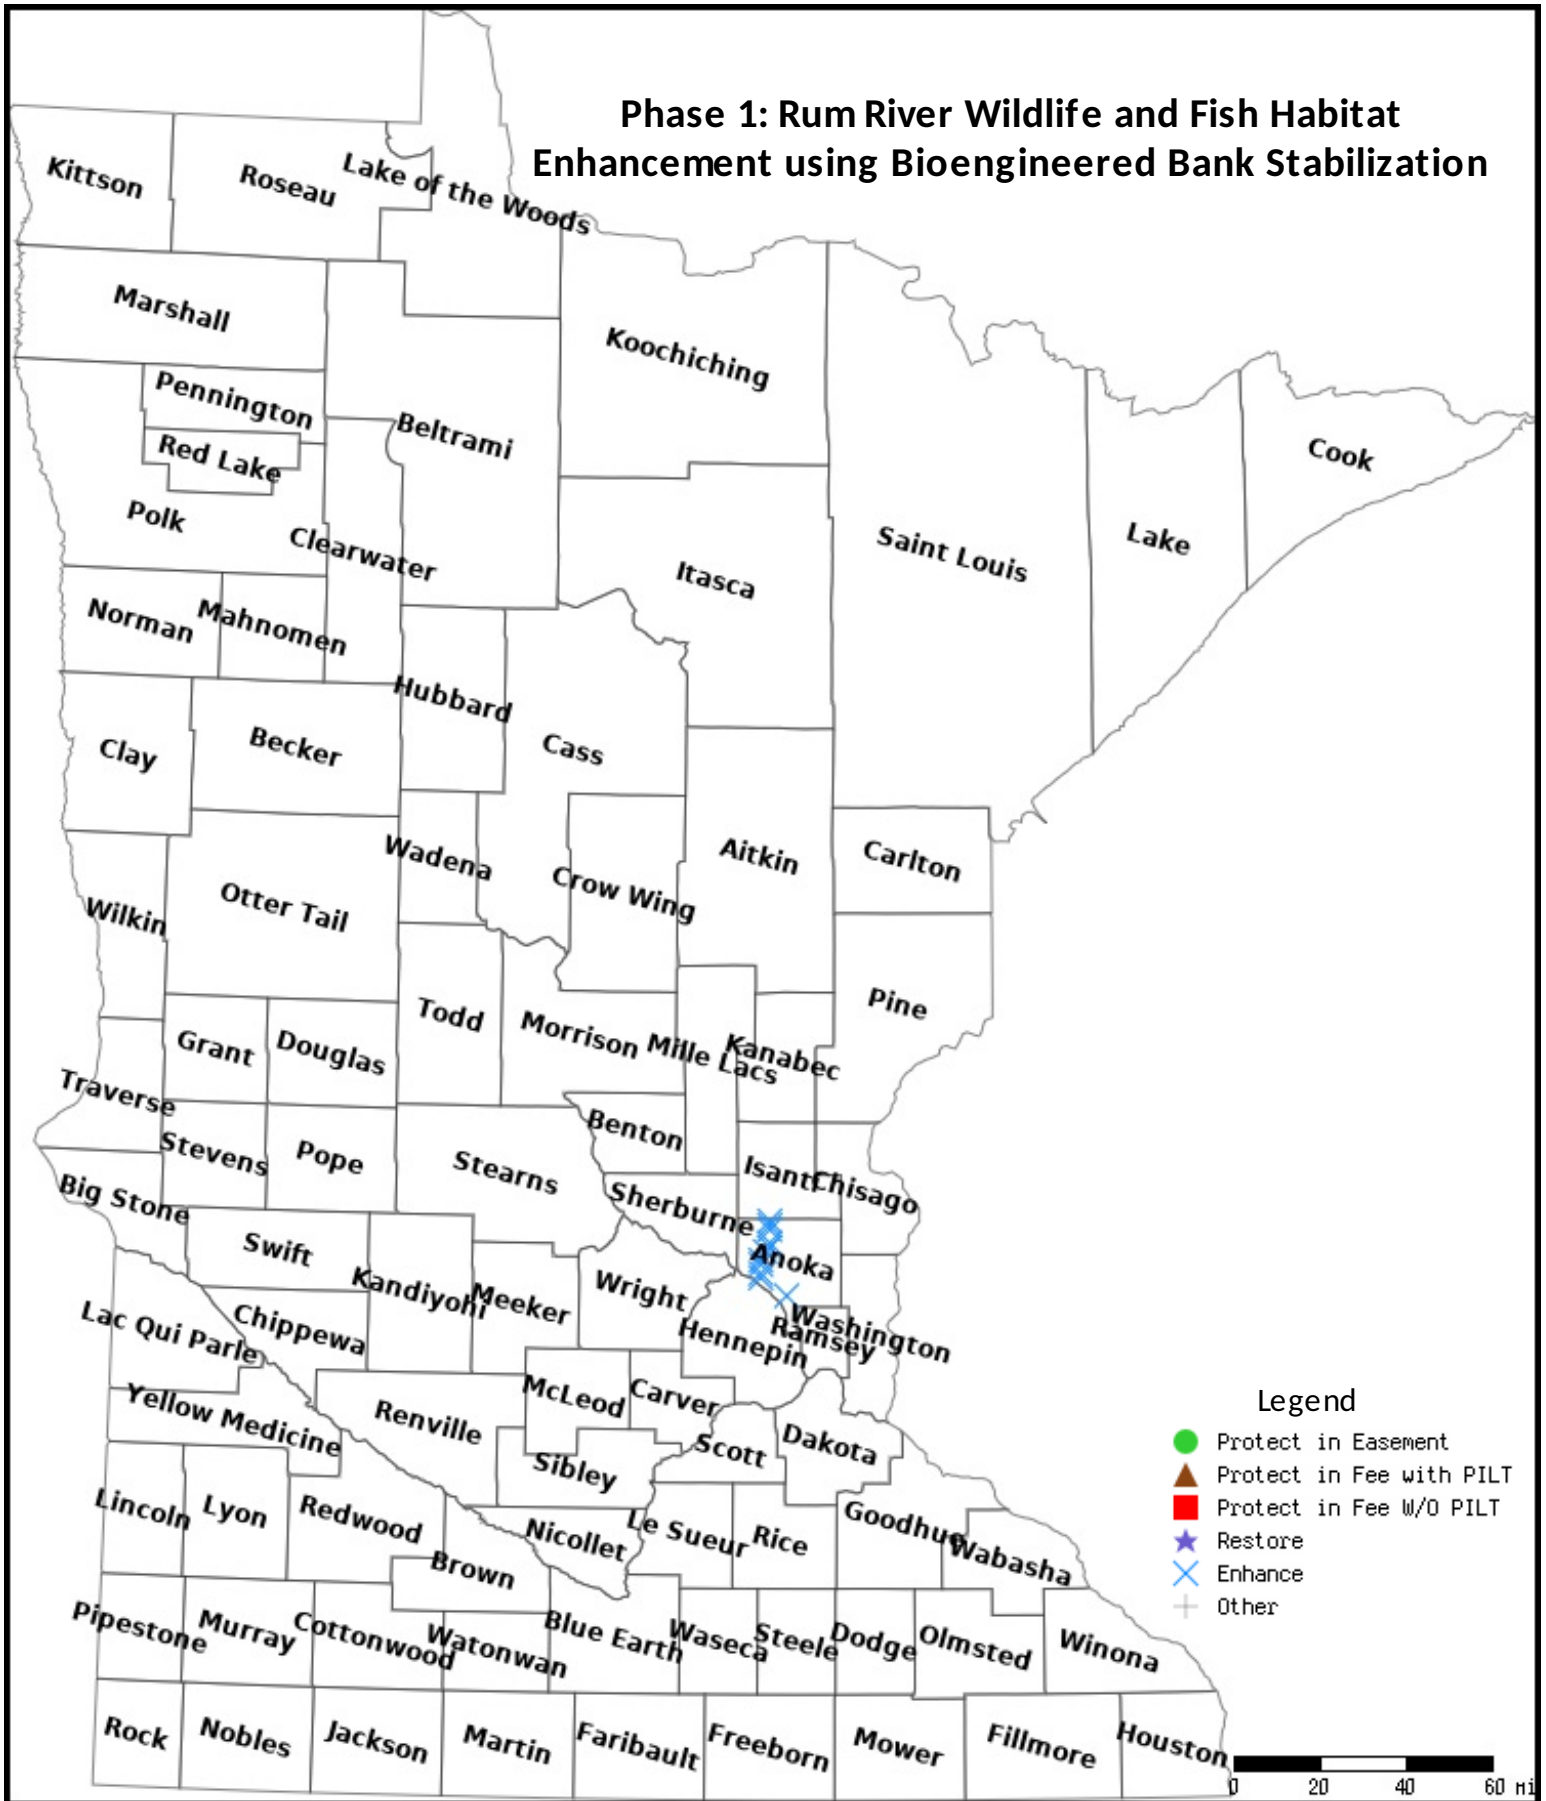 Phase 1: Rum River Wildlife and Fish Habitat
Enhancement using Bioengineered Bank Stabilization
Kittson
Roseau
Lake of the Woods
Marshall
Koochiching
Pennington
Beltrami
Red Lake
Cook
Polk
Clearwater
Saint Louis
Lake
Itasca
Norman
Mahnomen
Hubbard
Clay
Becker
Cass
Wadena
Aitkin
Carlton
Otter Tail
Crow Wing
Wilkin
Pine
Todd
Morrison
Mille Lacs
Kanabec
Grant
Douglas
Traverse
Benton
Stevens
Pope
Stearns
Isanti
Chisago
Big Stone
Sherburne
Swift
Anoka
Kandiyohi
Meeker
Wright
Lac Qui Parle
Chippewa
Washington
Ramsey
Hennepin
McLeod
Carver
Yellow Medicine
Renville
Scott
Dakota
Sibley
Lincoln
Lyon
Redwood
Nicollet
Le Sueur
Rice
Goodhue
Wabasha
Brown
Pipestone
Murray
Cottonwood
Watonwan
Blue Earth
Waseca
Steele
Dodge
Olmsted
Winona
Rock
Nobles
Jackson
Martin
Faribault
Freeborn
Mower
Fillmore
Houston
Legend
Protect in Easement
Protect in Fee with PILT
Protect in Fee W/O PILT
Restore
Enhance
Other
0 20 40 60 mi